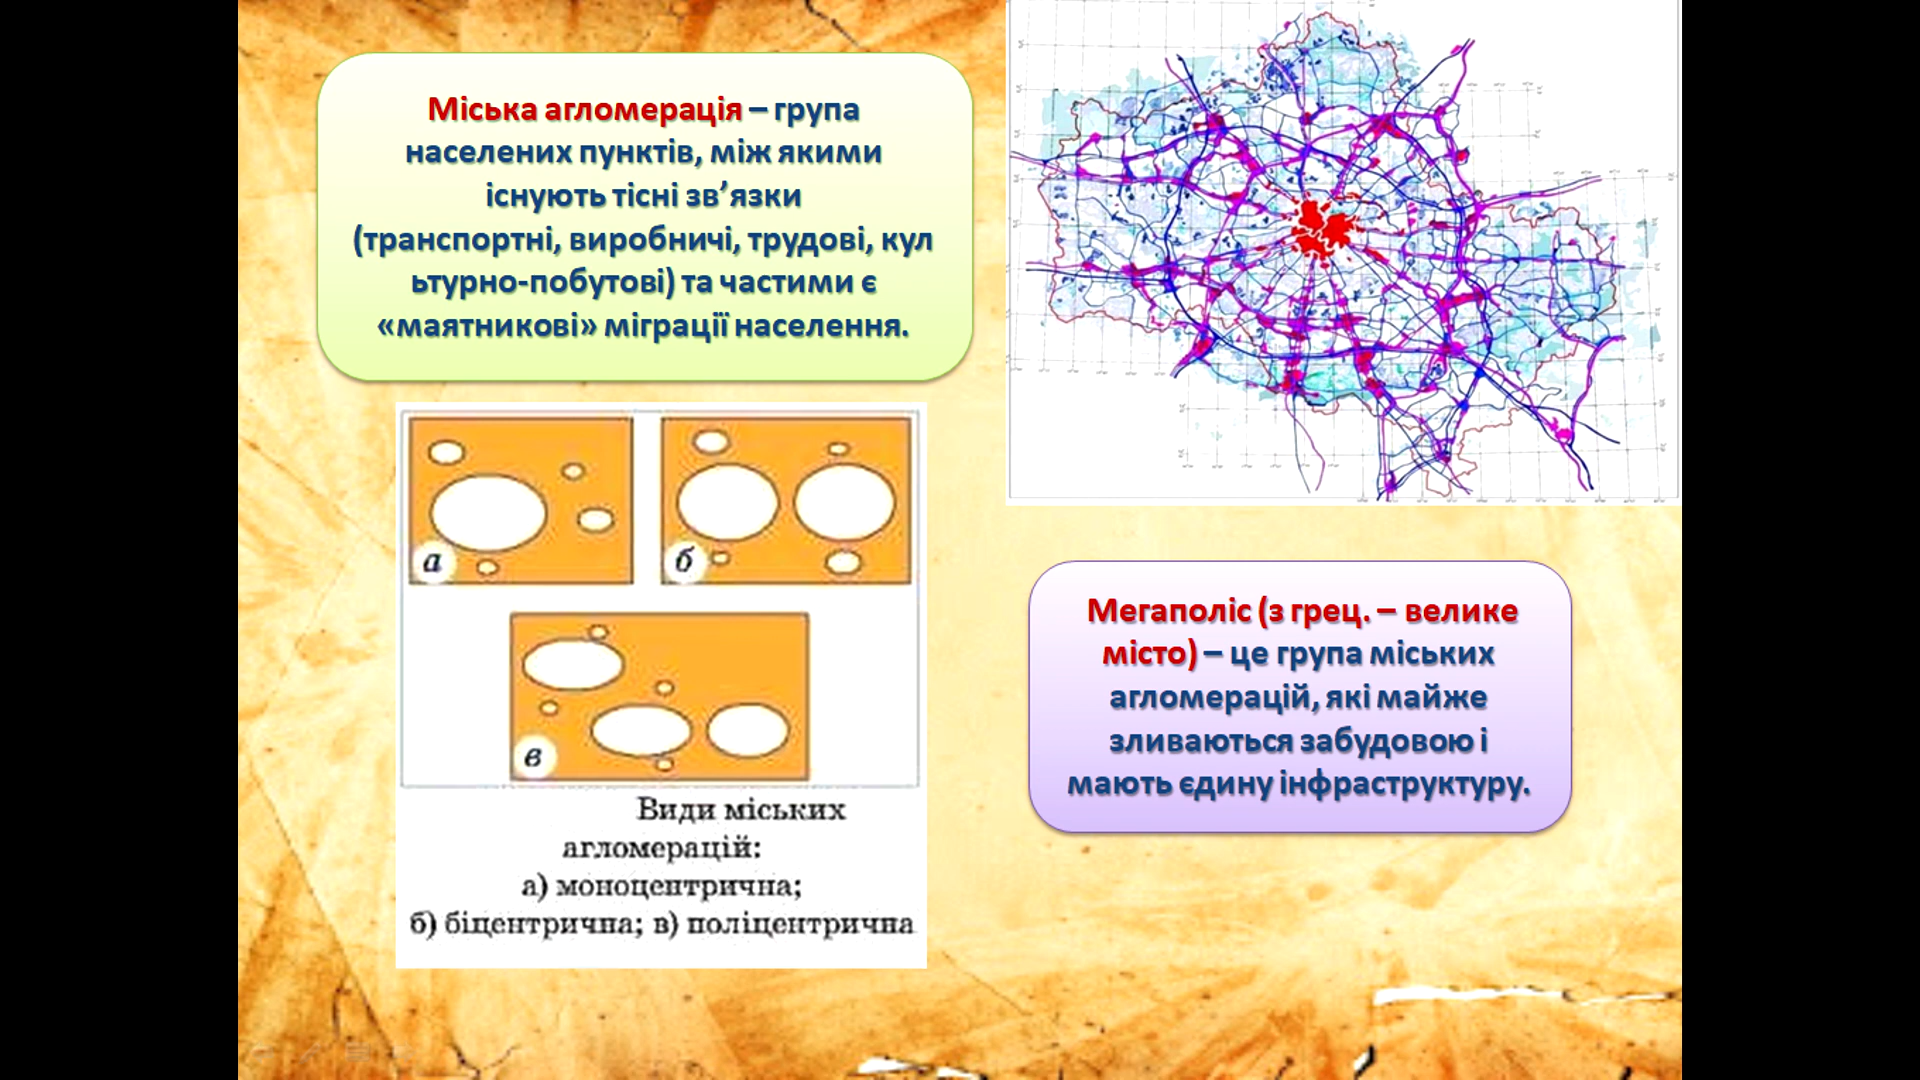 Міська агломерація – група
населених пунктів, між якими
існують тісні зв’язки
(транспортні, виробничі, трудові, кул
ьтурно-побутові) та частими є
«маятникові» міграції населення.
а
б
в
Види міських
агломерацій:
а) моноцентрична;
б) біцентрична; в) поліцентрична
Мегаполіс (з грец. – велике
місто) – це група міських
агломерацій, які майже
зливаються забудовою і
мають єдину інфраструктуру.